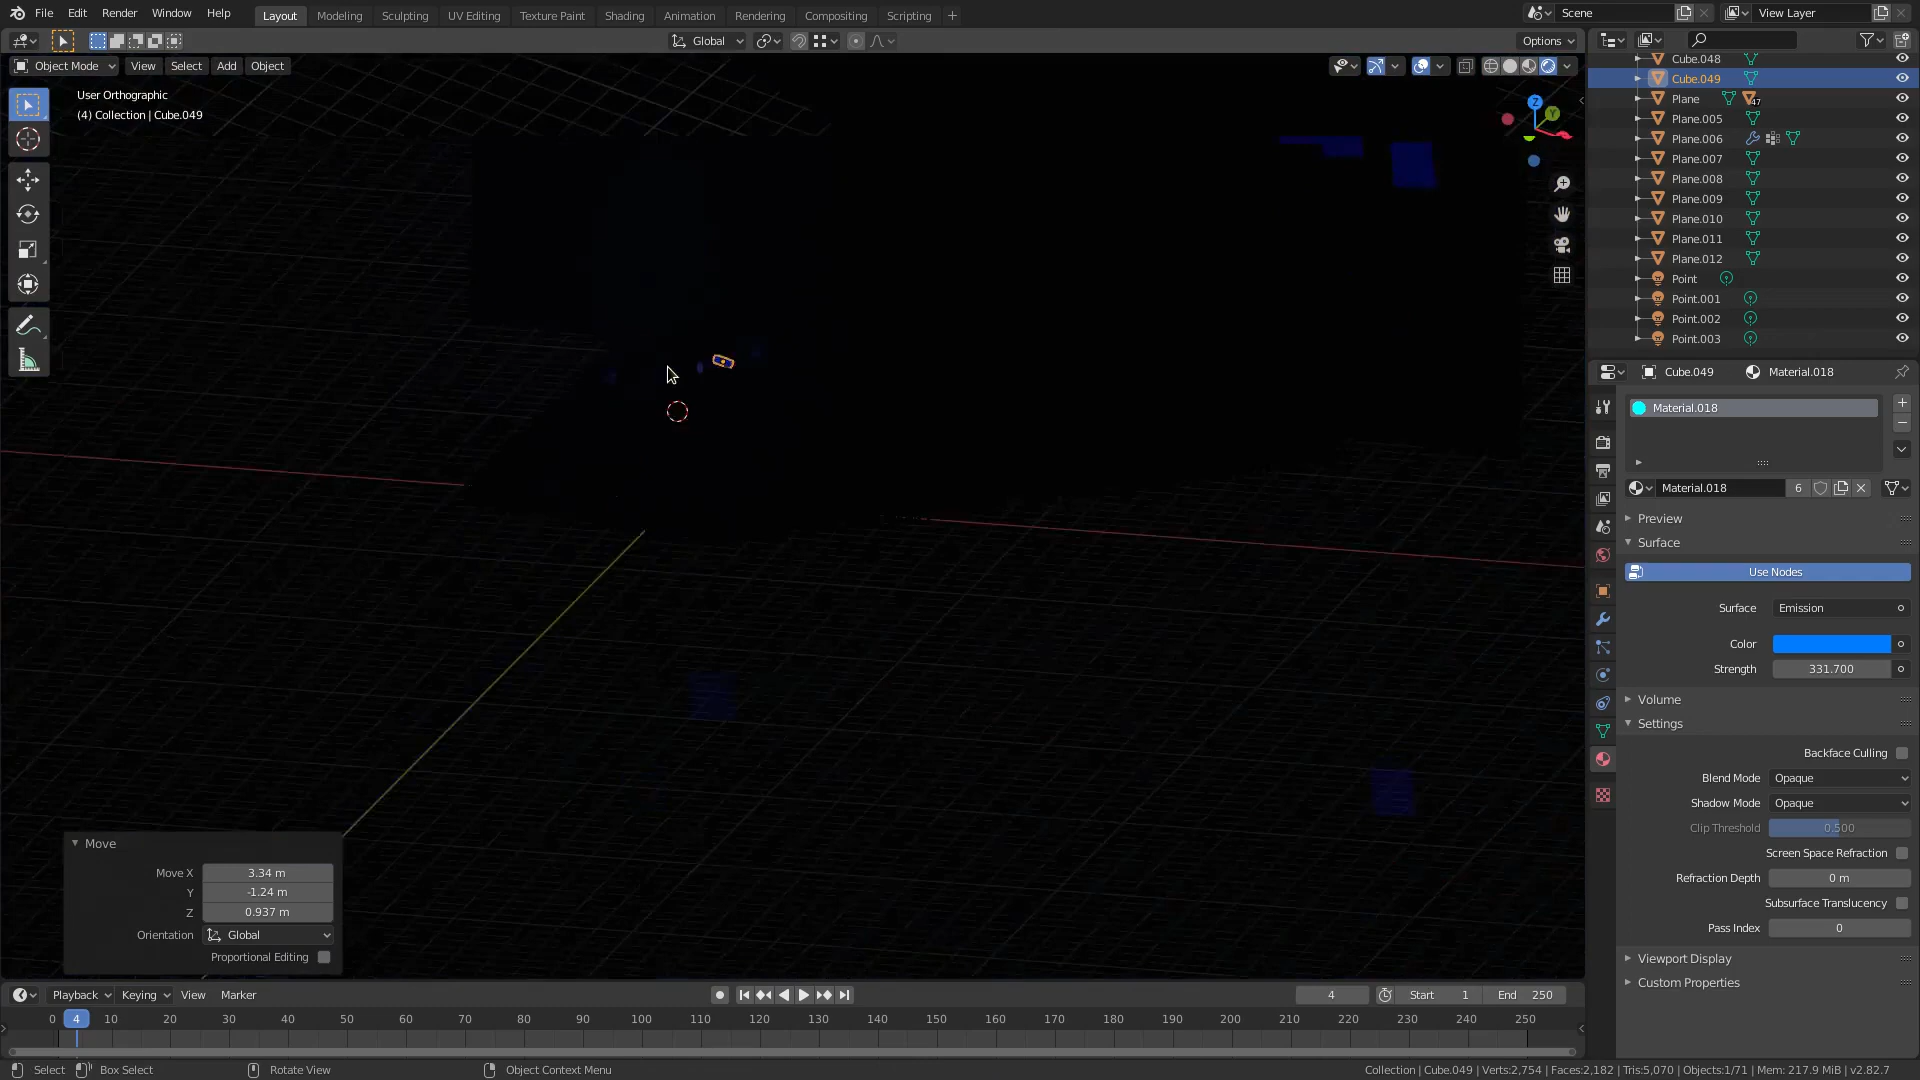 File Edit Render Window Help Layout Modeling Sculpting UV Editing Texture Paint Shading Animation Rendering Compositing Scripting + Scene View Layer
Global Options
Object Mode View Select Add Object
User Orthographic
(4) Collection | Cube.049
Z
Y
Cube.048
Cube.049
Plane 47
Plane.005
Plane.006
Plane.007
Plane.008
Plane.009
Plane.010
Plane.011
Plane.012
Point
Point.001
Point.002
Point.003
Cube.049 Material.018
Material.018
Material.018 6
Preview
Surface
Use Nodes
Surface Emission
Color
Strength 331.700
Volume
Settings
Backface Culling
Blend Mode Opaque
Shadow Mode Opaque
Clip Threshold 0.500
Screen Space Refraction
Refraction Depth 0 m
Subsurface Translucency
Pass Index 0
Viewport Display
Custom Properties
Move
Move X 3.34 m
Y -1.24 m
Z 0.937 m
Orientation Global
Proportional Editing
Playback Keying View Marker 4 Start 1 End 250
0 4 10 20 30 40 50 60 70 80 90 100 110 120 130 140 150 160 170 180 190 200 210 220 230 240 250
Select Box Select Rotate View Object Context Menu Collection | Cube.049 | Verts:2,754 | Faces:2,182 | Tris:5,070 | Objects:1/71 | Mem: 217.9 MiB | v2.82.7